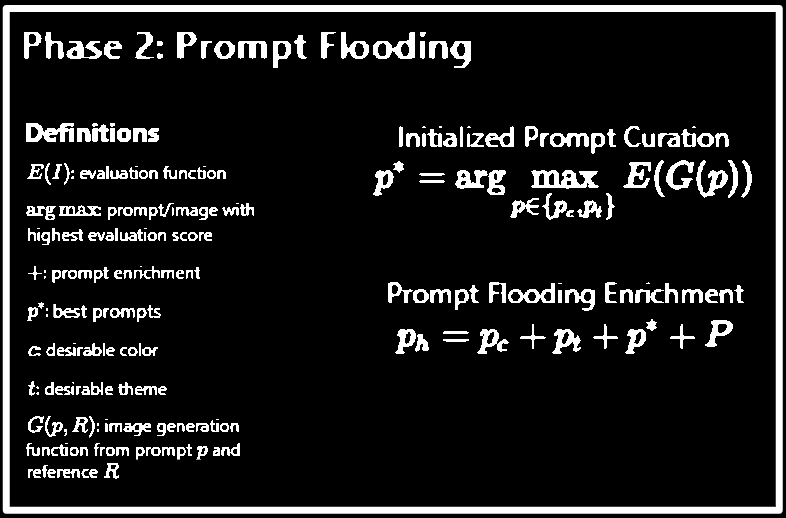 Phase 2: Prompt Flooding
Definitions
E(I): evaluation function
arg max: prompt/image with
highest evaluation score
+: prompt enrichment
p*: best prompts
c: desirable color
t: desirable theme
G(p, R): image generation
function from prompt p and
reference R
Initialized Prompt Curation
p* = arg max E(G(p))
p∈{p_c,p_t}
Prompt Flooding Enrichment
p_h = p_c + p_t + p* + P